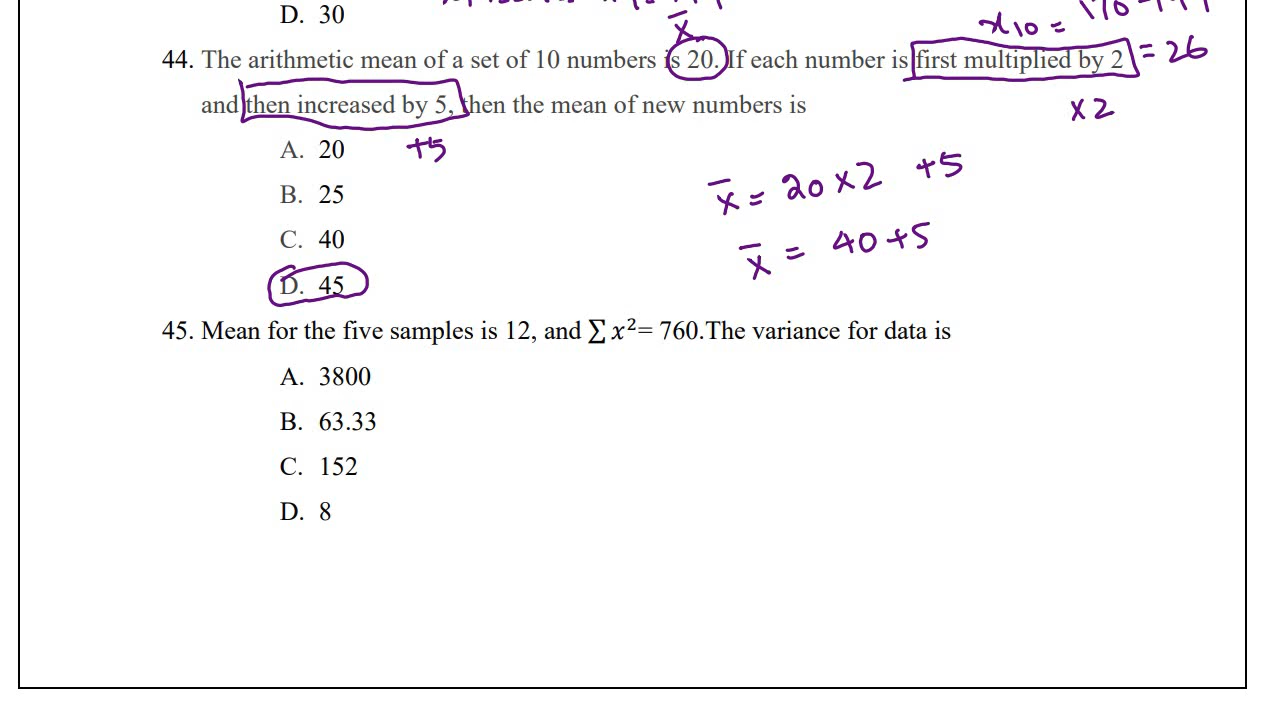 D. 30
x10 =
44. The arithmetic mean of a set of 10 numbers is 20. If each number is first multiplied by 2 = 26
x̄
and then increased by 5, then the mean of new numbers is
×2
A. 20
+5
B. 25
x̄ = 20×2 +5
C. 40
x̄ = 40+5
D. 45
45. Mean for the five samples is 12, and ∑x²= 760.The variance for data is
A. 3800
B. 63.33
C. 152
D. 8